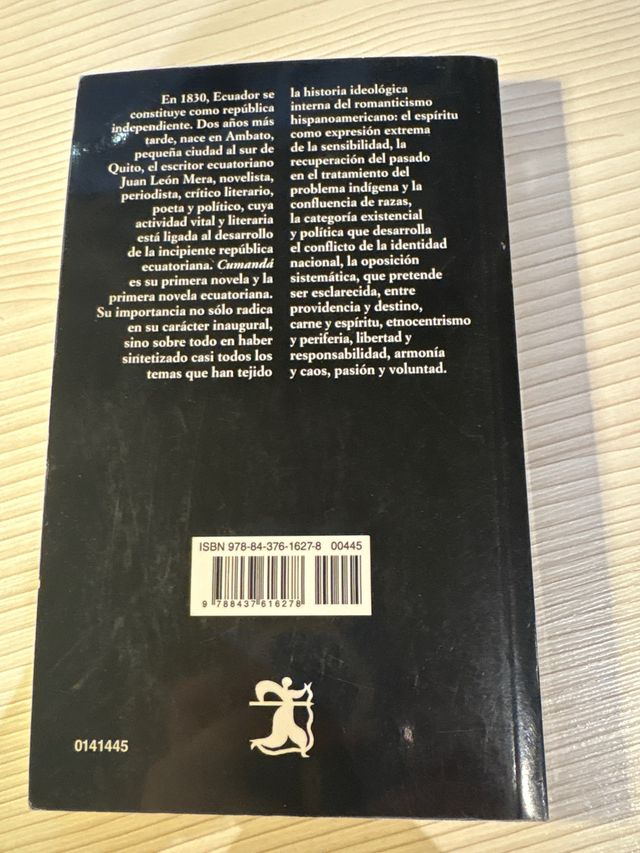 En 1830, Ecuador se
constituye como república
independiente. Dos años más
tarde, nace en Ambato,
pequeña ciudad al sur de
Quito, el escritor ecuatoriano
Juan León Mera, novelista,
periodista, crítico literario,
poeta y político, cuya
actividad vital y literaria
está ligada al desarrollo
de la incipiente república
ecuatoriana. Cumandá
es su primera novela y la
primera novela ecuatoriana.
Su importancia no sólo radica
en su carácter inaugural,
sino sobre todo en haber
sintetizado casi todos los
temas que han tejido
la historia ideológica
interna del romanticismo
hispanoamericano: el espíritu
como expresión extrema
de la sensibilidad, la
recuperación del pasado
en el tratamiento del
problema indígena y la
confluencia de razas,
la categoría existencial
y política que desarrolla
el conflicto de la identidad
nacional, la oposición
sistemática, que pretende
ser esclarecida, entre
providencia y destino,
carne y espíritu, etnocentrismo
y periferia, libertad y
responsabilidad, armonía
y caos, pasión y voluntad.
ISBN 978-84-376-1627-8 00445
9 788437 616278
0141445